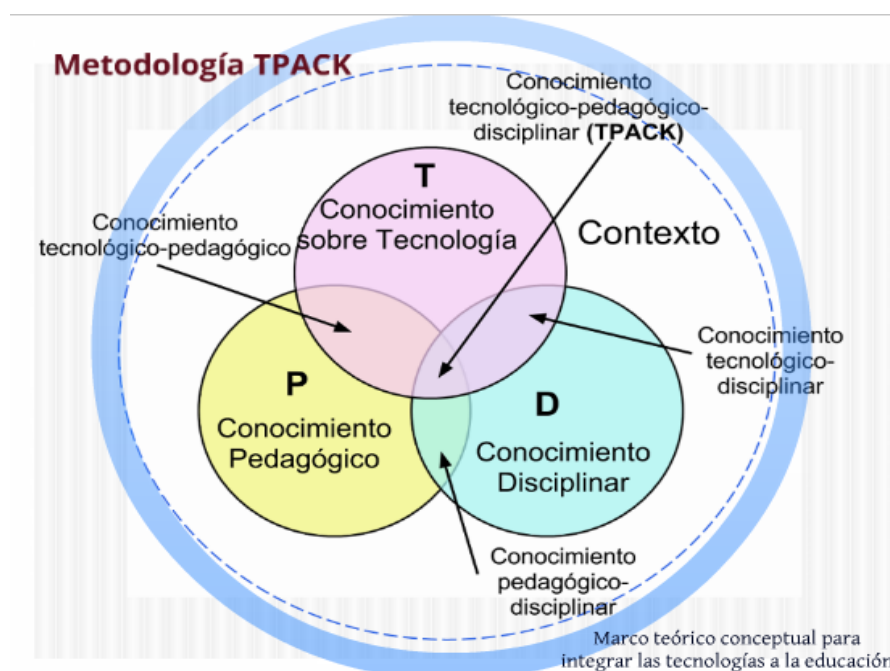 Metodología TPACK
Conocimiento
tecnológico-pedagógico-
disciplinar (TPACK)
T
Conocimiento
sobre Tecnología
Conocimiento
tecnológico-pedagógico
Contexto
Conocimiento
tecnológico-
disciplinar
P
Conocimiento
Pedagógico
D
Conocimiento
Disciplinar
Conocimiento
pedagógico-
disciplinar
Marco teórico conceptual para
integrar las tecnologías a la educación